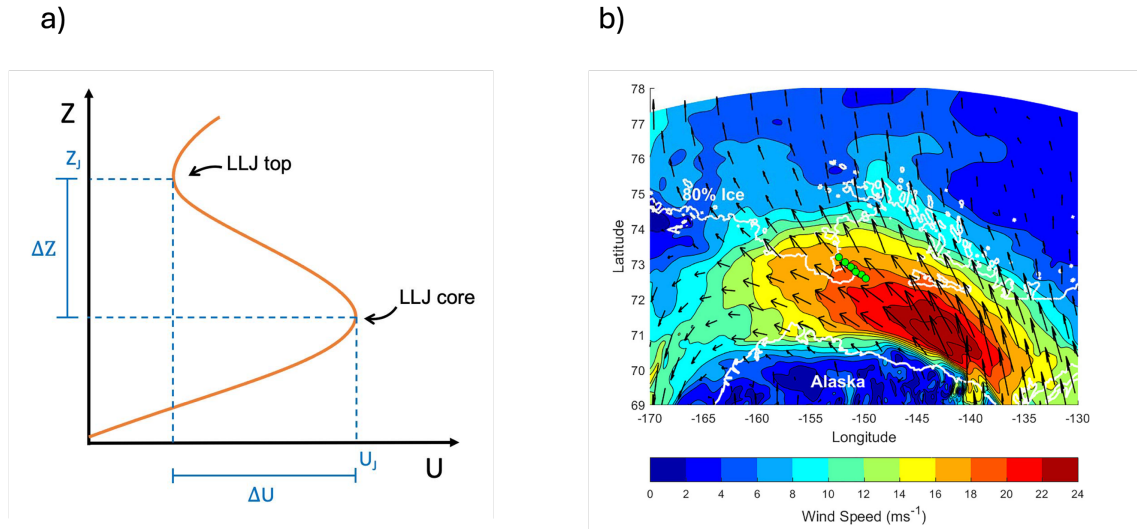 a)
Z
Z_J
LLJ top
ΔZ
LLJ core
U_J
U
ΔU
b)
78
77
76
75
74
73
72
71
70
69
Latitude
80% Ice
Alaska
-170 -165 -160 -155 -150 -145 -140 -135 -130
Longitude
0 2 4 6 8 10 12 14 16 18 20 22 24
Wind Speed (ms⁻¹)